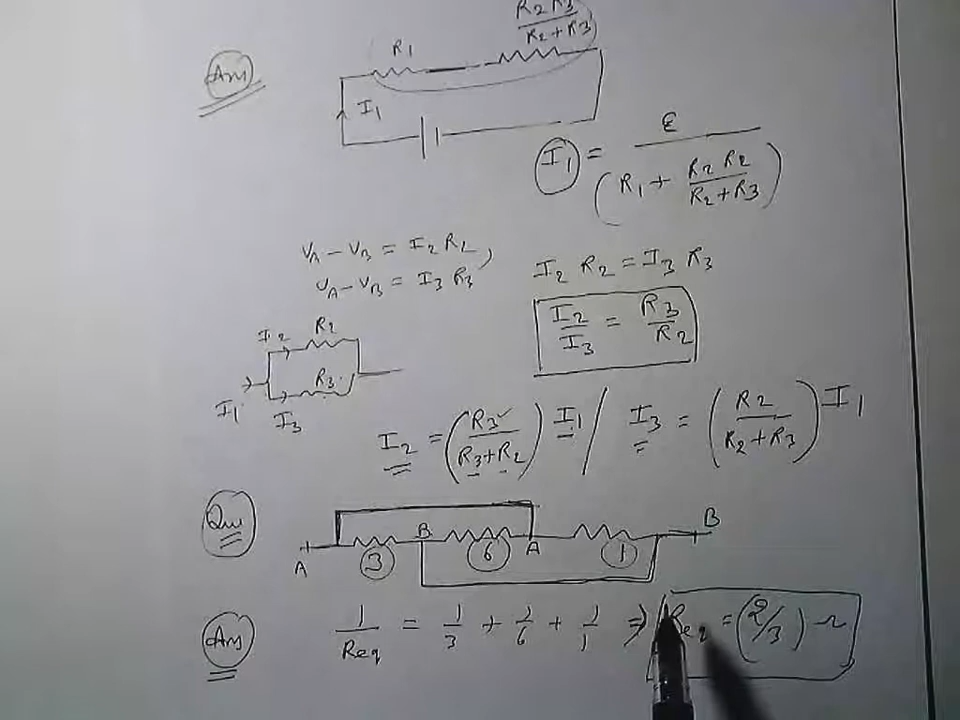 R2 R3
R2 + R3
Ans
R1
I1
I1 = ε / (R1 + R2 R2 / R2 + R3)
VA - VB = I2 R2,
VA - VB = I3 R3
I2 R2 = I3 R3
I2 / I3 = R3 / R2
I2 R2
I1 R3
I3
I2 = (R3 / R3 + R2) I1 / I3 = (R2 / R2 + R3) I1
Qus
A 3 B 6 A 1 B
Ans
1/Req = 1/3 + 1/6 + 1/1 ⇒ Req = (2/3) Ω